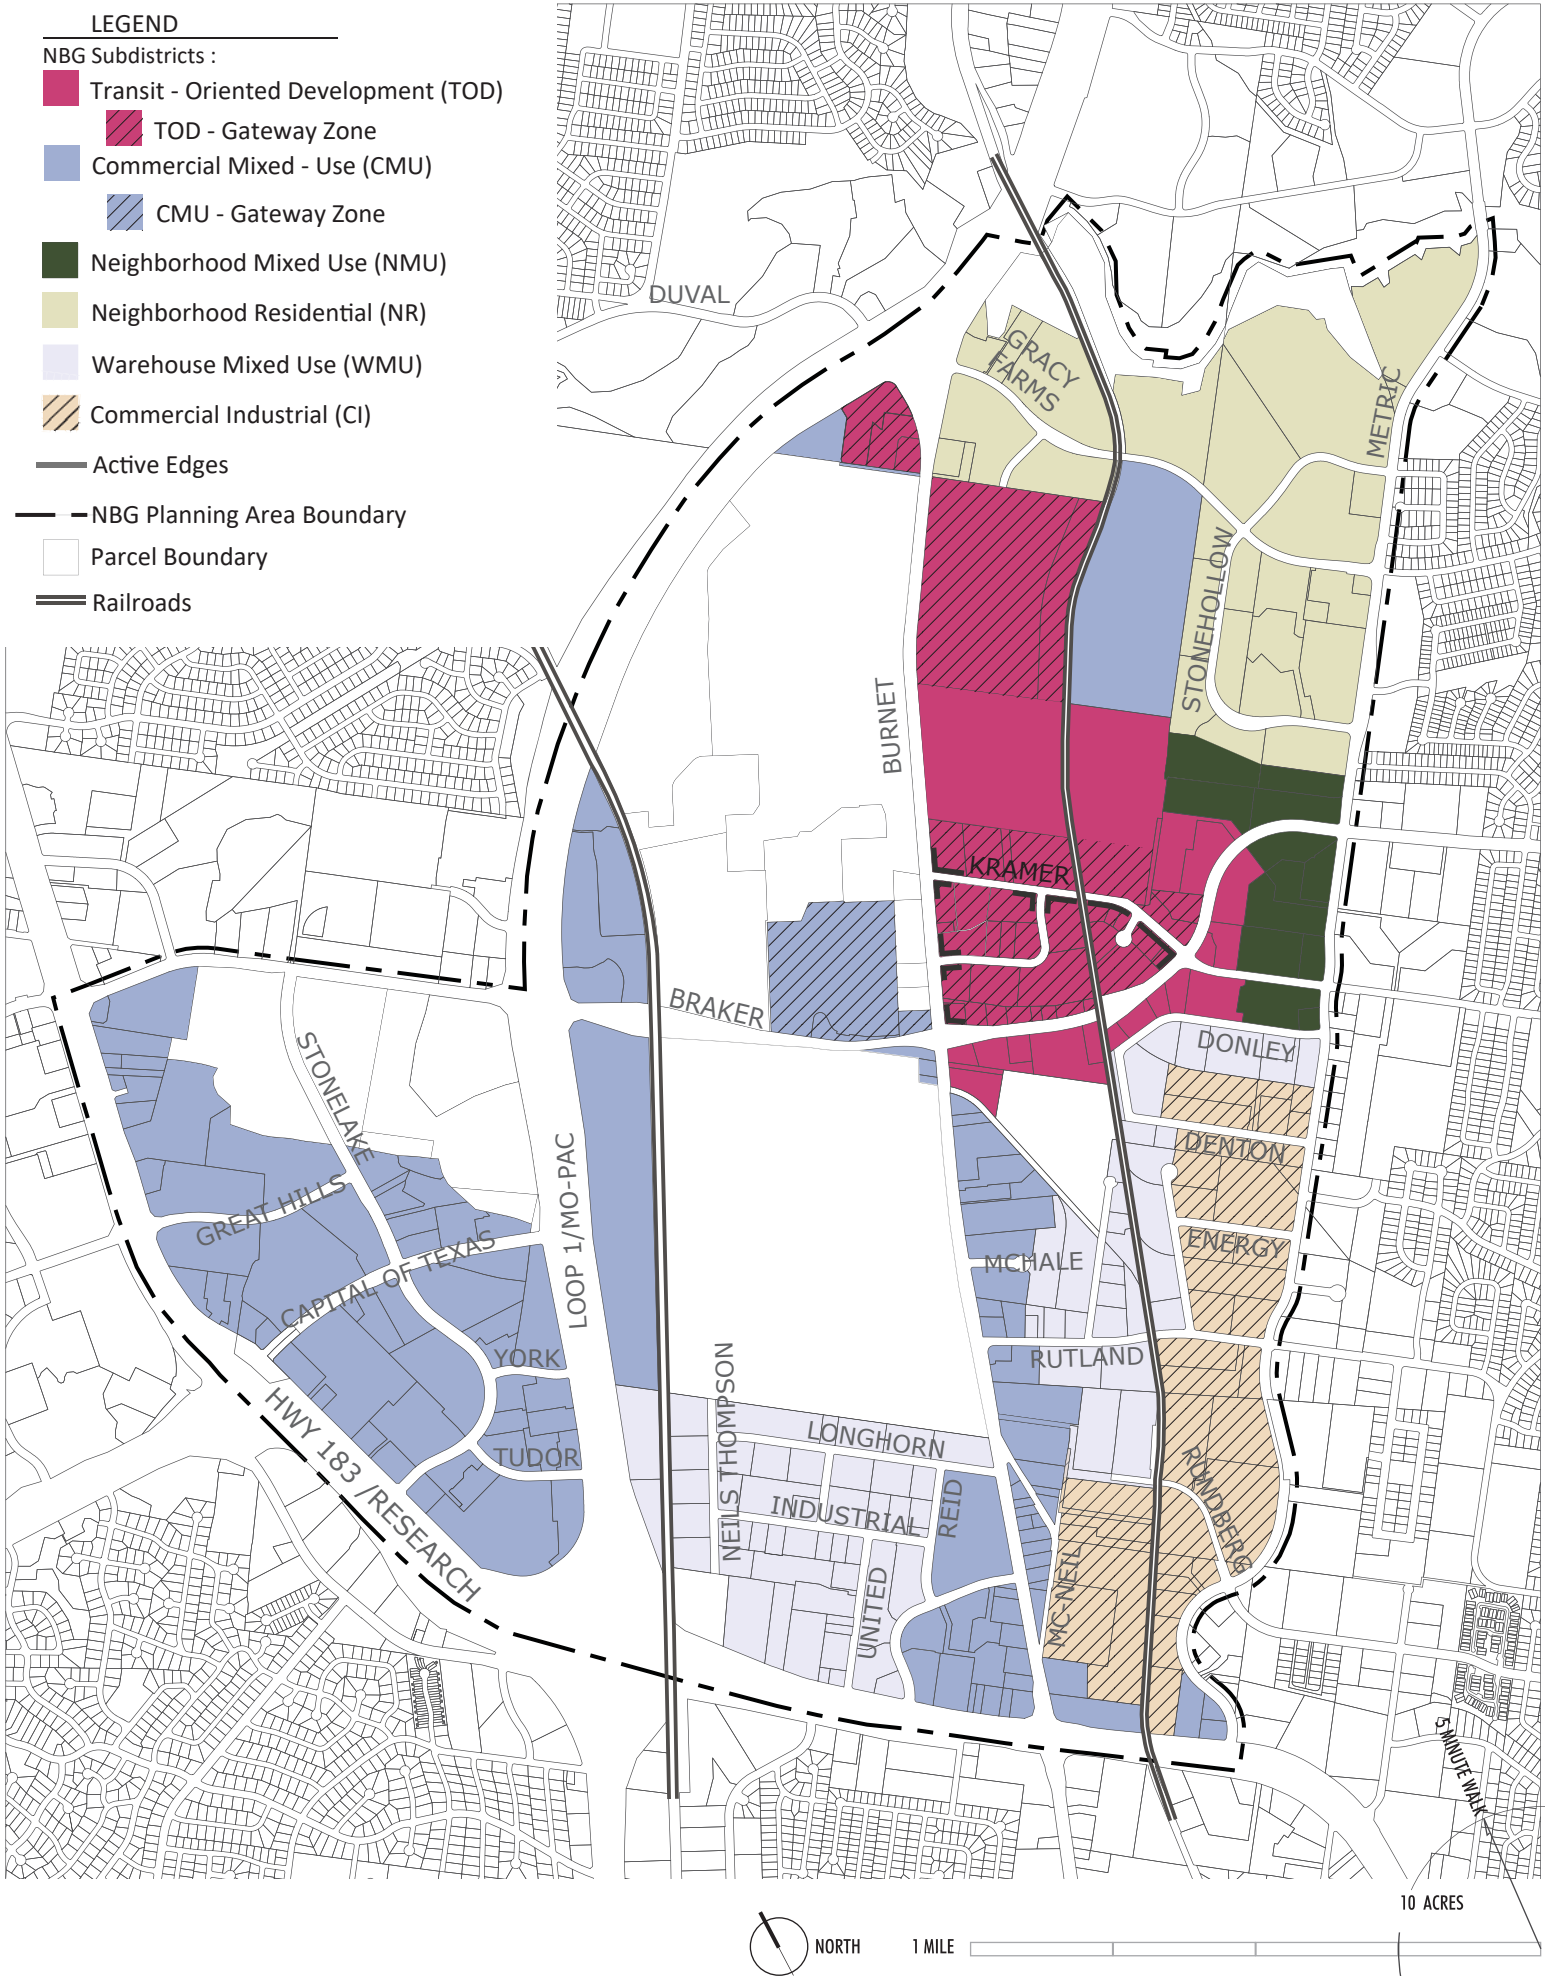 LEGEND
NBG Subdistricts :
Transit - Oriented Development (TOD)
TOD - Gateway Zone
Commercial Mixed - Use (CMU)
CMU - Gateway Zone
Neighborhood Mixed Use (NMU)
Neighborhood Residential (NR)
Warehouse Mixed Use (WMU)
Commercial Industrial (CI)
Active Edges
NBG Planning Area Boundary
Parcel Boundary
Railroads
DUVAL
GRACY
FARMS
METRIC
STONEHOLLOW
BURNET
KRAMER
BRAKER
DONLEY
STONELAKE
DENTON
GREAT HILLS
CAPITAL OF TEXAS
LOOP 1/MO-PAC
ENERGY
MCHALE
YORK
RUTLAND
HWY 183 /RESEARCH
NEILS THOMPSON
LONGHORN
TUDOR
RUNDBERG
INDUSTRIAL
REID
UNITED
MC NEIL
5 MINUTE WALK
10 ACRES
NORTH
1 MILE